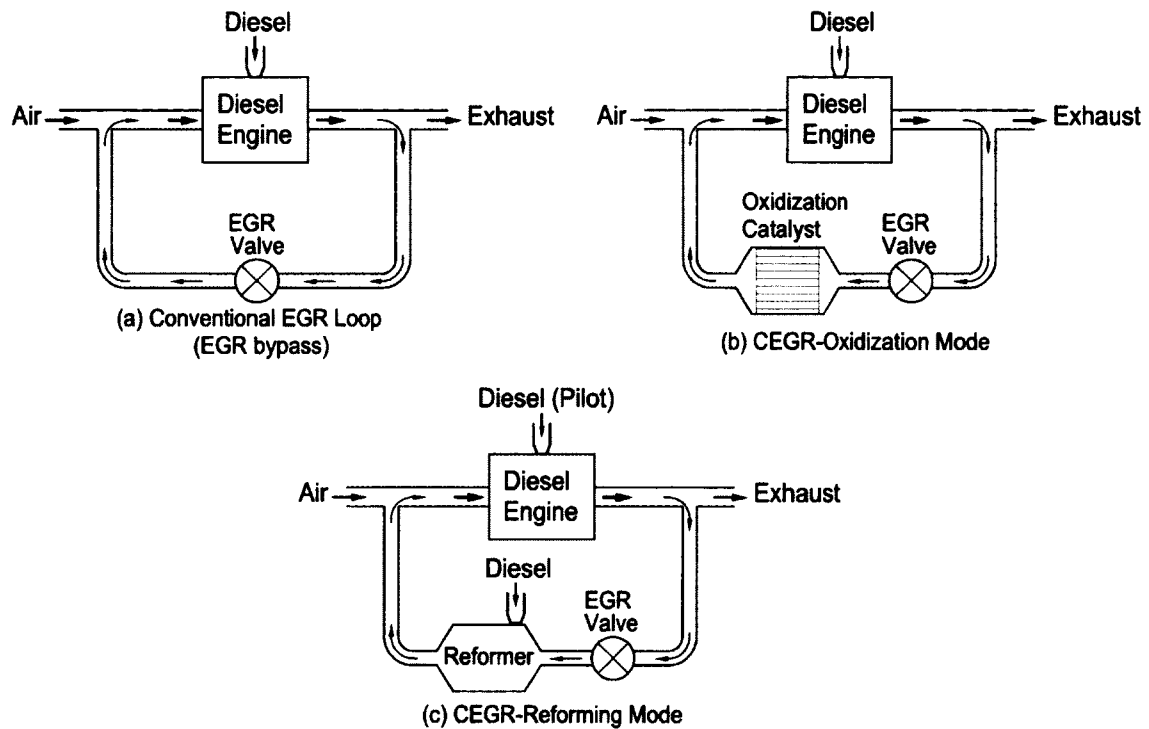 Diesel
Air
Diesel
Engine
Exhaust
EGR
Valve
(a) Conventional EGR Loop
(EGR bypass)
Diesel
Air
Diesel
Engine
Exhaust
Oxidization
Catalyst
EGR
Valve
(b) CEGR-Oxidization Mode
Diesel (Pilot)
Air
Diesel
Engine
Exhaust
Diesel
EGR
Valve
Reformer
(c) CEGR-Reforming Mode